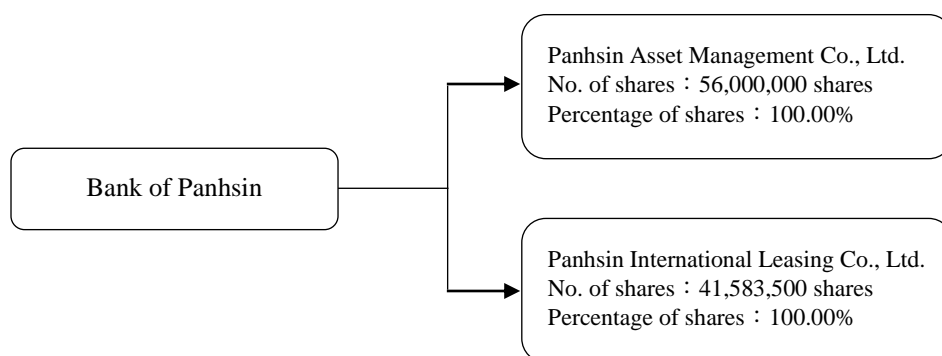 Panhsin Asset Management Co., Ltd.
No. of shares：56,000,000 shares
Percentage of shares：100.00%
Bank of Panhsin
Panhsin International Leasing Co., Ltd.
No. of shares：41,583,500 shares
Percentage of shares：100.00%